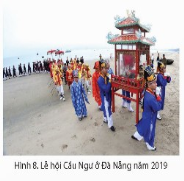 Hình 8. Lễ hội Cầu Ngư ở Đà Nẵng năm 2019